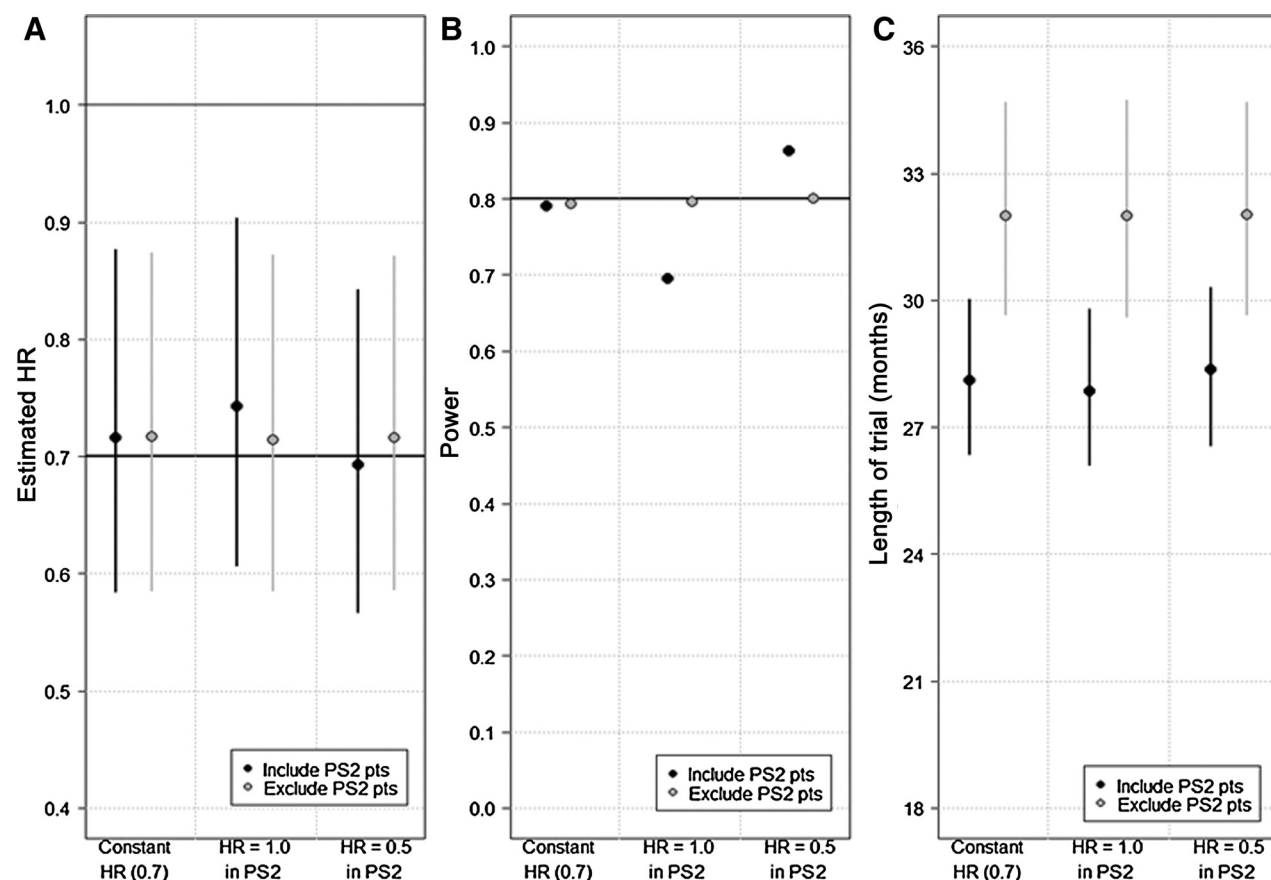 A
Estimated HR
1.0
0.9
0.8
0.7
0.6
0.5
0.4
Include PS2 pts
Exclude PS2 pts
Constant
HR (0.7)
HR = 1.0
in PS2
HR = 0.5
in PS2
B
Power
1.0
0.9
0.8
0.7
0.6
0.5
0.4
0.3
0.2
0.1
0.0
Include PS2 pts
Exclude PS2 pts
Constant
HR (0.7)
HR = 1.0
in PS2
HR = 0.5
in PS2
C
Length of trial (months)
36
33
30
27
24
21
18
Include PS2 pts
Exclude PS2 pts
Constant
HR (0.7)
HR = 1.0
in PS2
HR = 0.5
in PS2